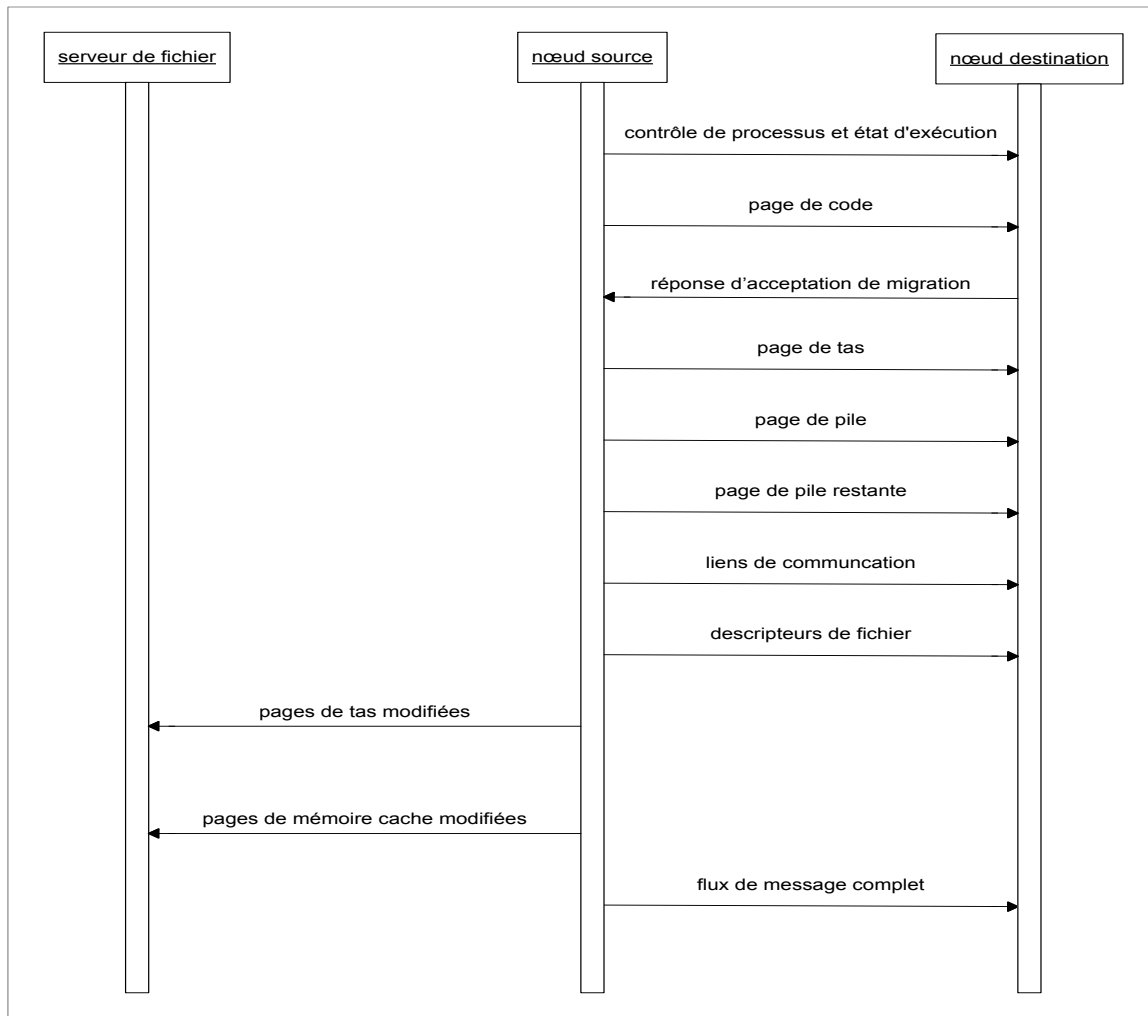 serveur de fichier
nœud source
nœud destination
contrôle de processus et état d'exécution
page de code
réponse d’acceptation de migration
page de tas
page de pile
page de pile restante
liens de communcation
descripteurs de fichier
pages de tas modifiées
pages de mémoire cache modifiées
flux de message complet